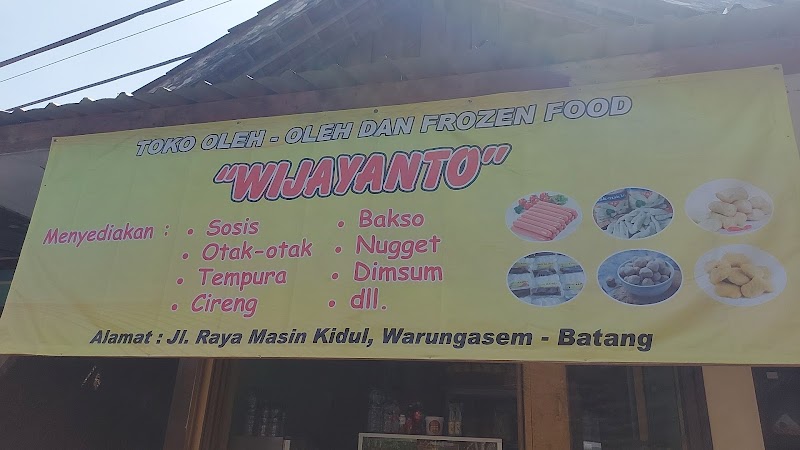 TOKO OLEH - OLEH DAN FROZEN FOOD
"WIJAYANTO"
Menyediakan :
• Sosis
• Otak-otak
• Tempura
• Cireng
• Bakso
• Nugget
• Dimsum
• dll.
Alamat : Jl. Raya Masin Kidul, Warungasem - Batang